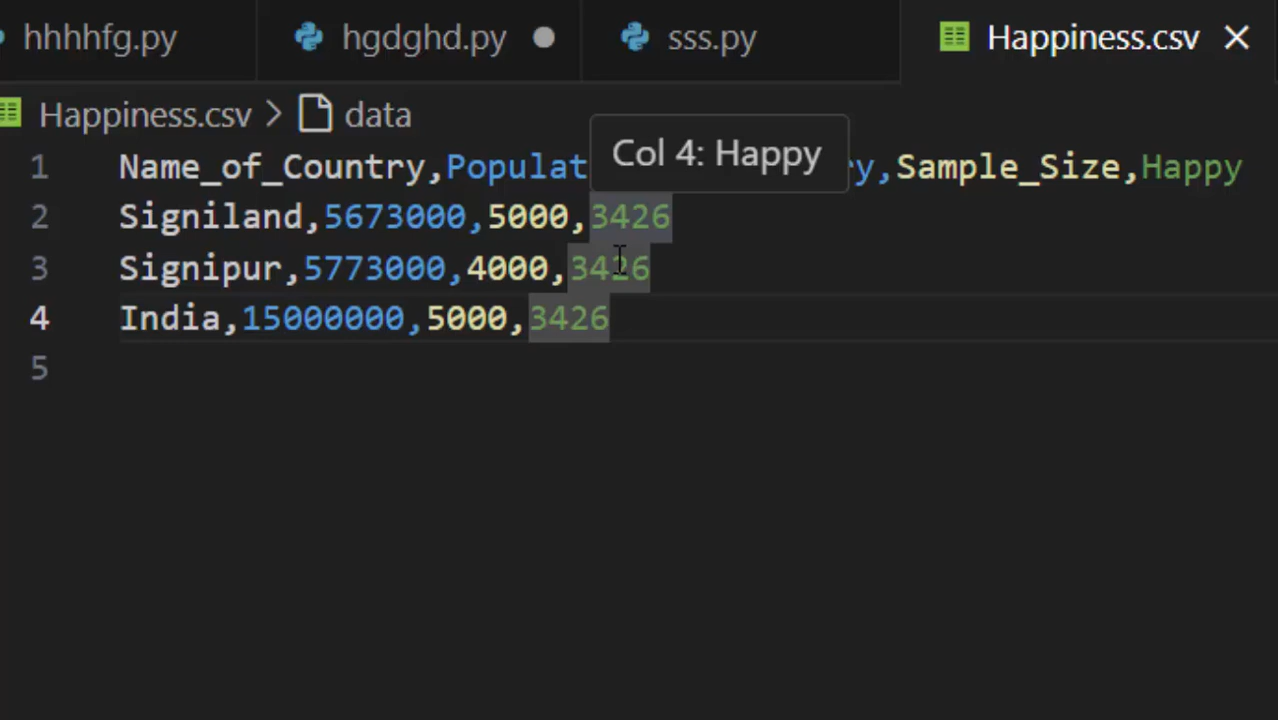 hhhhfg.py hgdghd.py sss.py Happiness.csv
Happiness.csv > data
Col 4: Happy
1 Name_of_Country,Populat ry,Sample_Size,Happy
2 Signiland,5673000,5000,3426
3 Signipur,5773000,4000,3426
4 India,15000000,5000,3426
5